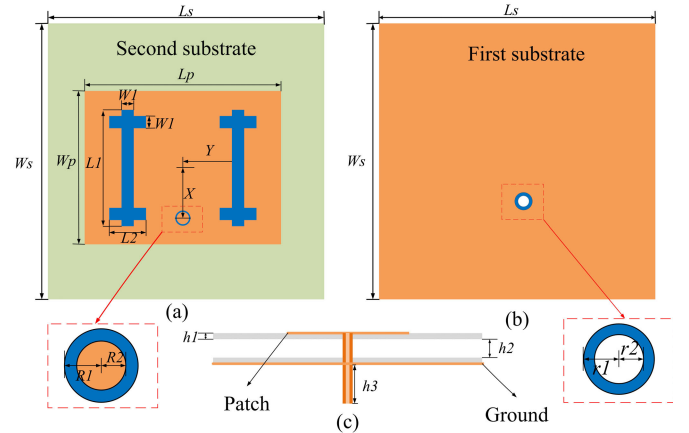 Ls
Ls
Second substrate
First substrate
Lp
W1
W1
Ws
Wp
L1
Y
X
L2
Ws
(a)
(b)
h1
h2
R1
R2
h3
r1
r2
Patch
(c)
Ground